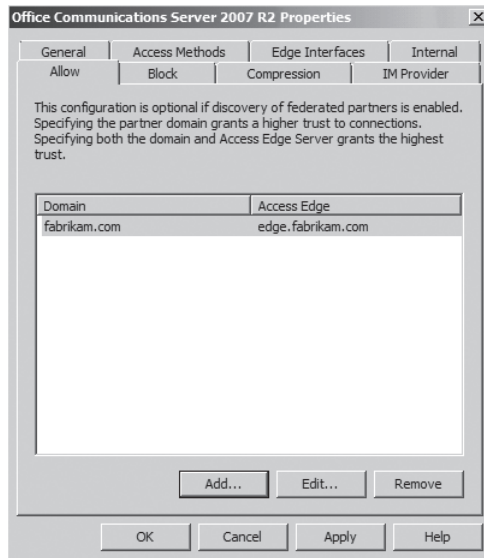 Office Communications Server 2007 R2 Properties
General Access Methods Edge Interfaces Internal
Allow Block Compression IM Provider
This configuration is optional if discovery of federated partners is enabled.
Specifying the partner domain grants a higher trust to connections.
Specifying both the domain and Access Edge Server grants the highest
trust.
Domain Access Edge
fabrikam.com edge.fabrikam.com
Add... Edit... Remove
OK Cancel Apply Help